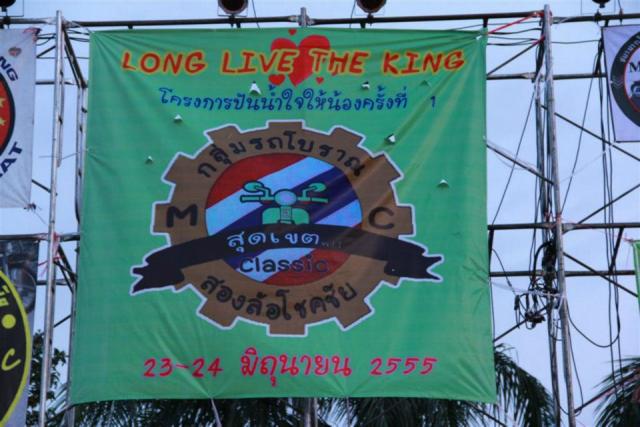 LONG LIVE THE KING
โครงการปันน้ำใจให้น้องครั้งที่ 1
กลุ่มรถโบราณ
M C
สุดเขต
Classic
สองล้อโชคชัย
23-24 มิถุนายน 2555